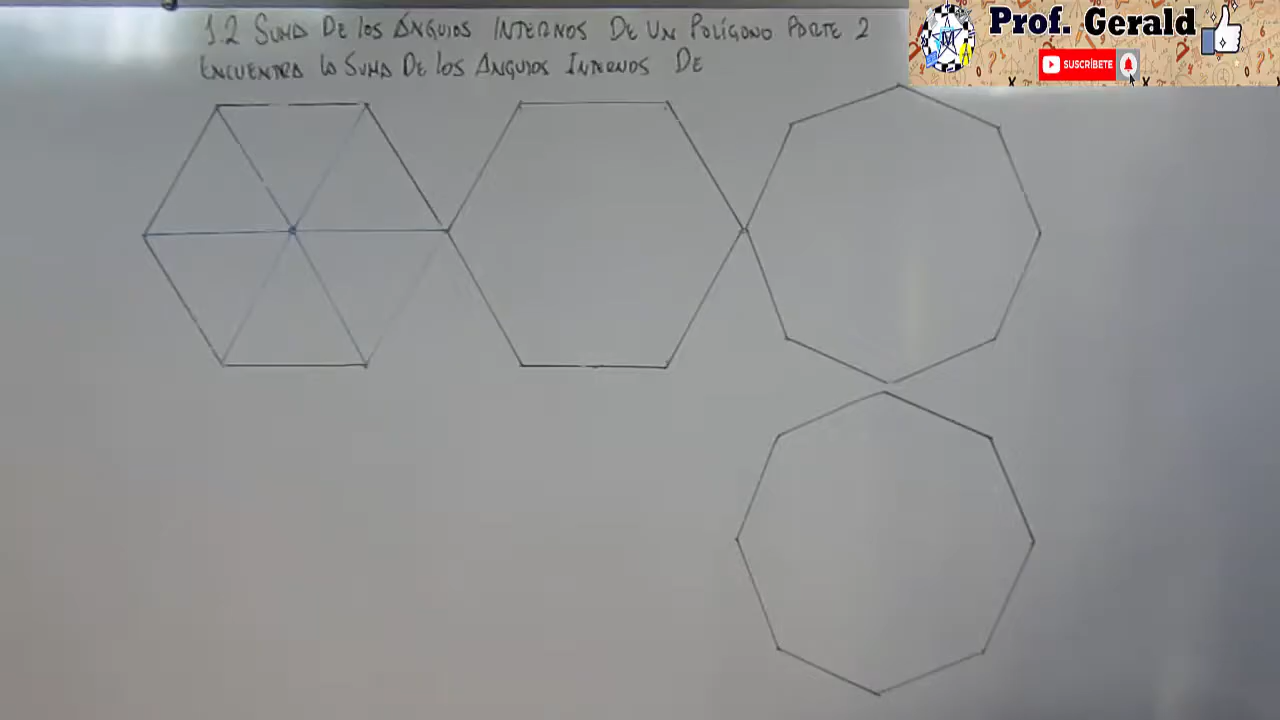 1.2 SUMA DE LOS ÁNGULOS INTERNOS DE UN POLÍGONO PARTE 2
ENCUENTRA LA SUMA DE LOS ANGULOS INTERNOS DE
Prof. Gerald
SUSCRÍBETE